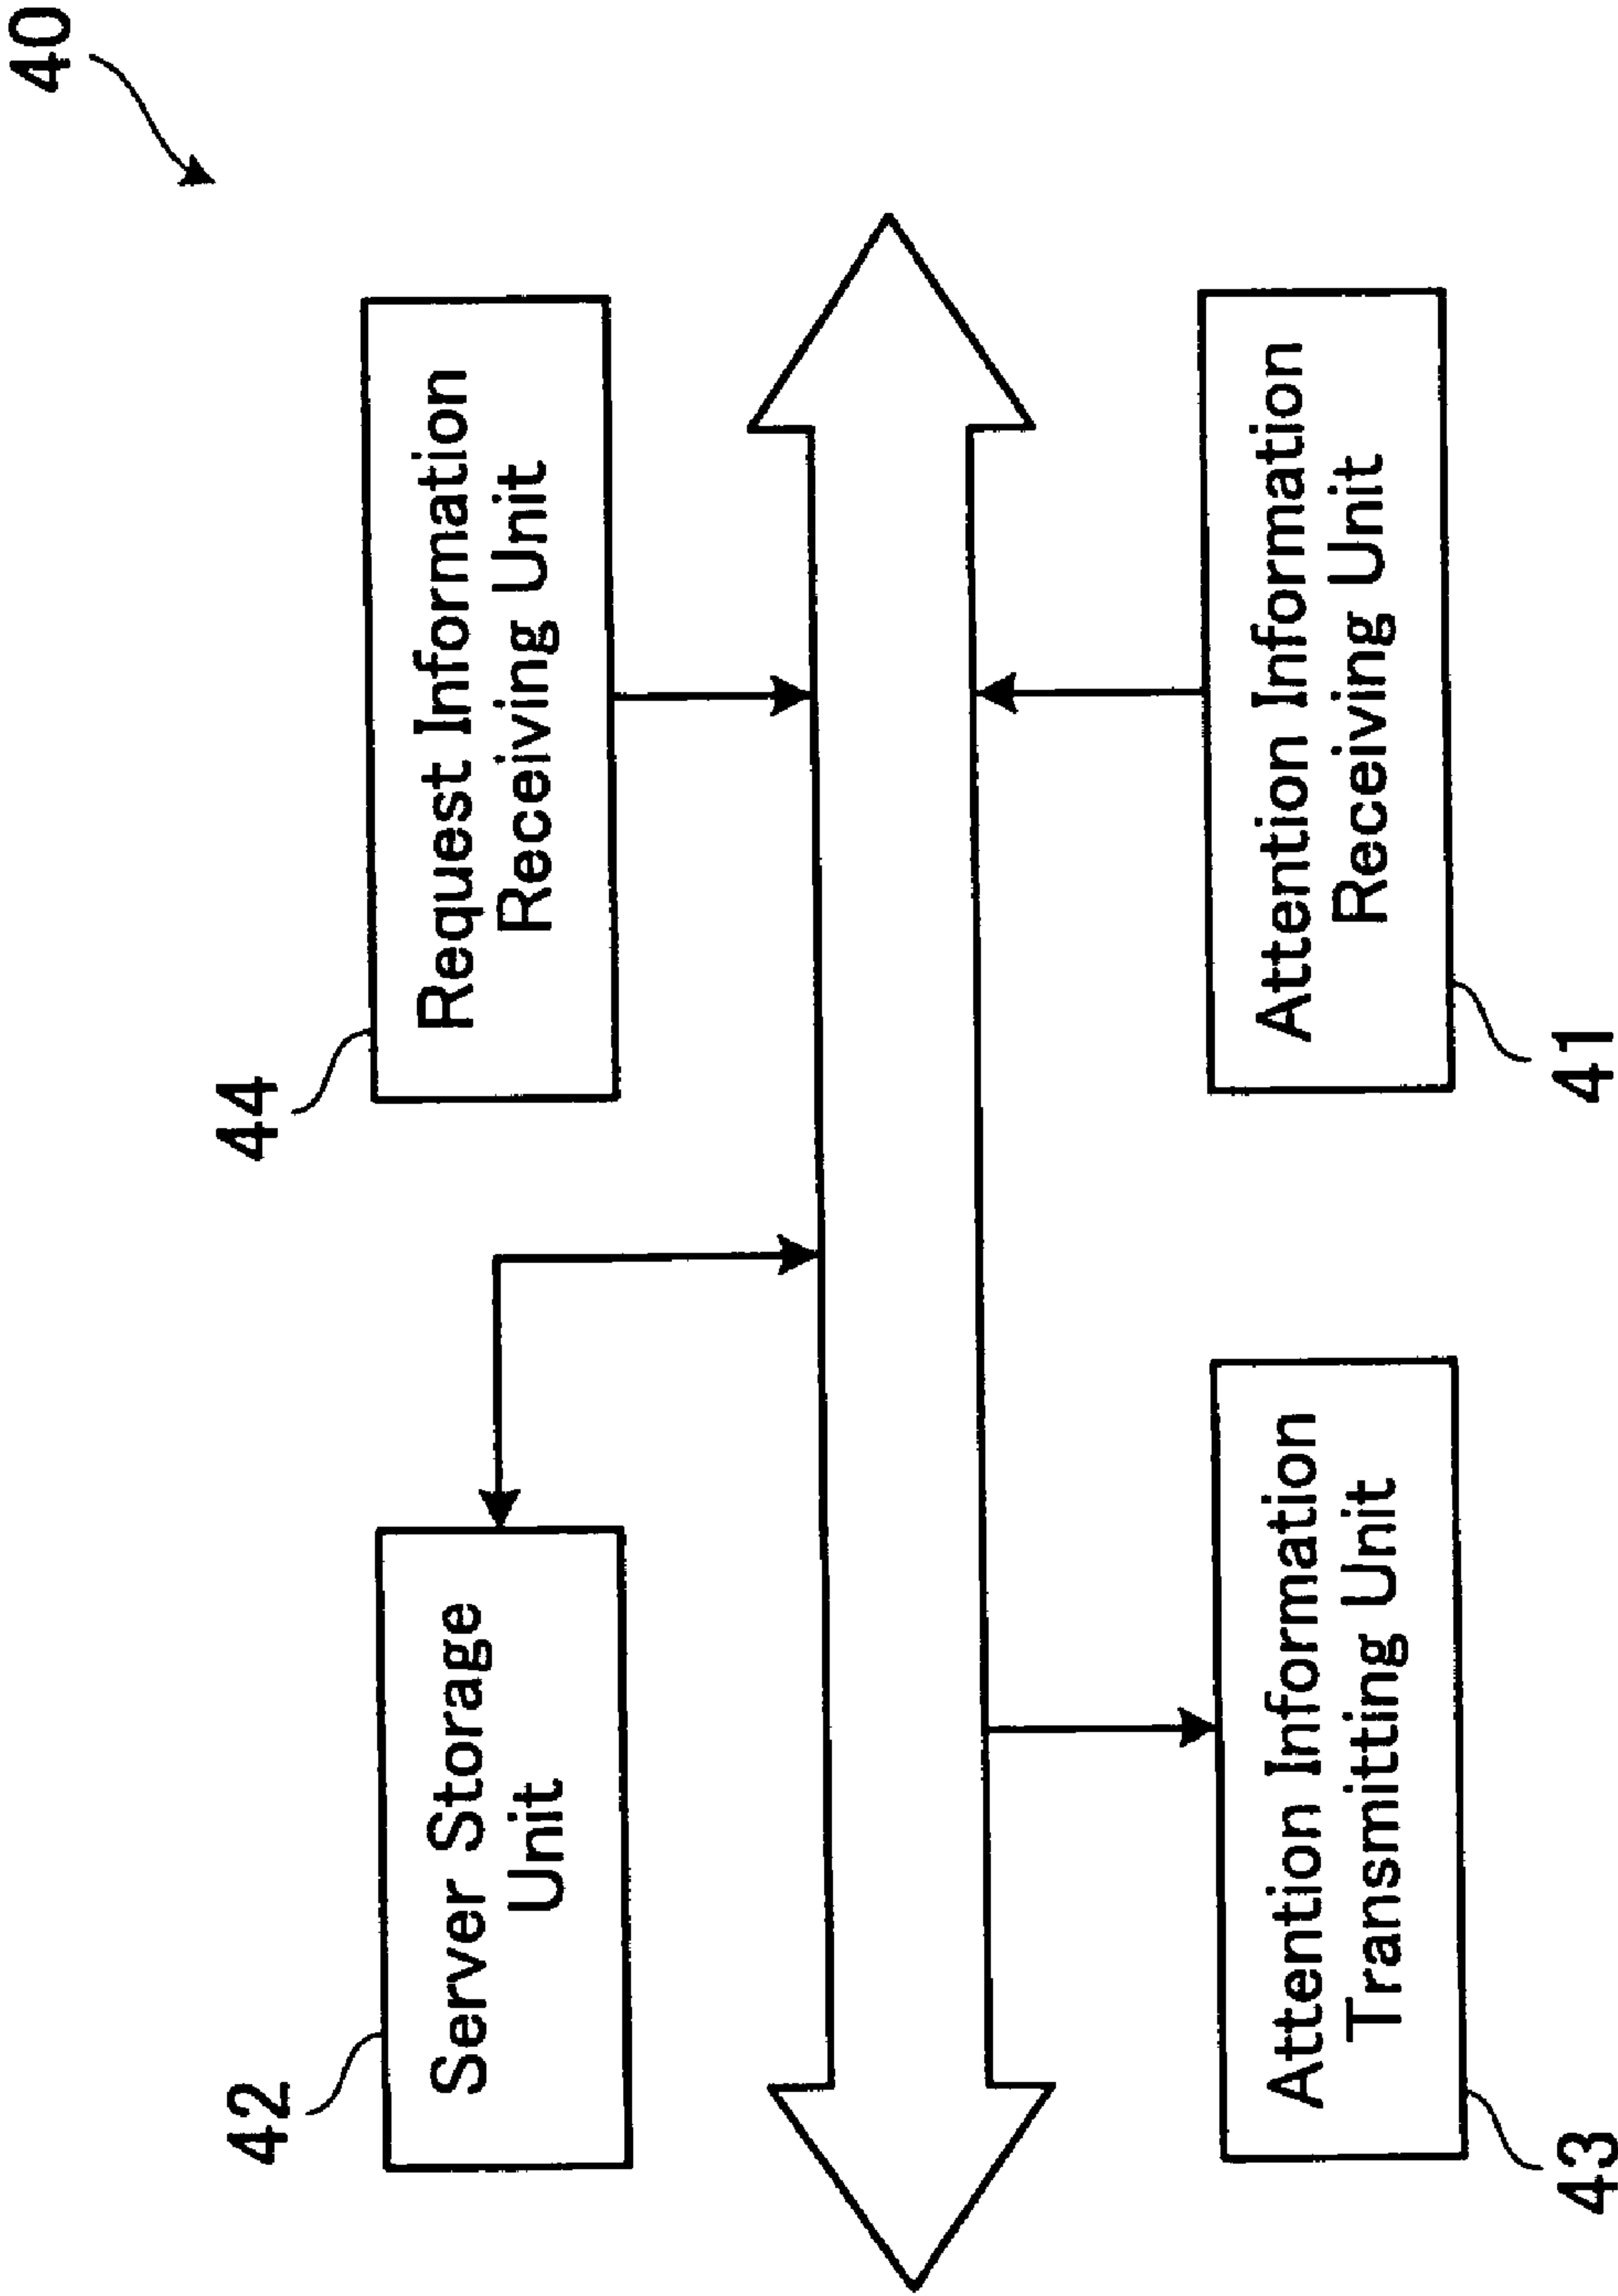 40
42
Server Storage
Unit
44
Request Information
Receiving Unit
43
Attention Information
Transmitting Unit
41
Attention Information
Receiving Unit